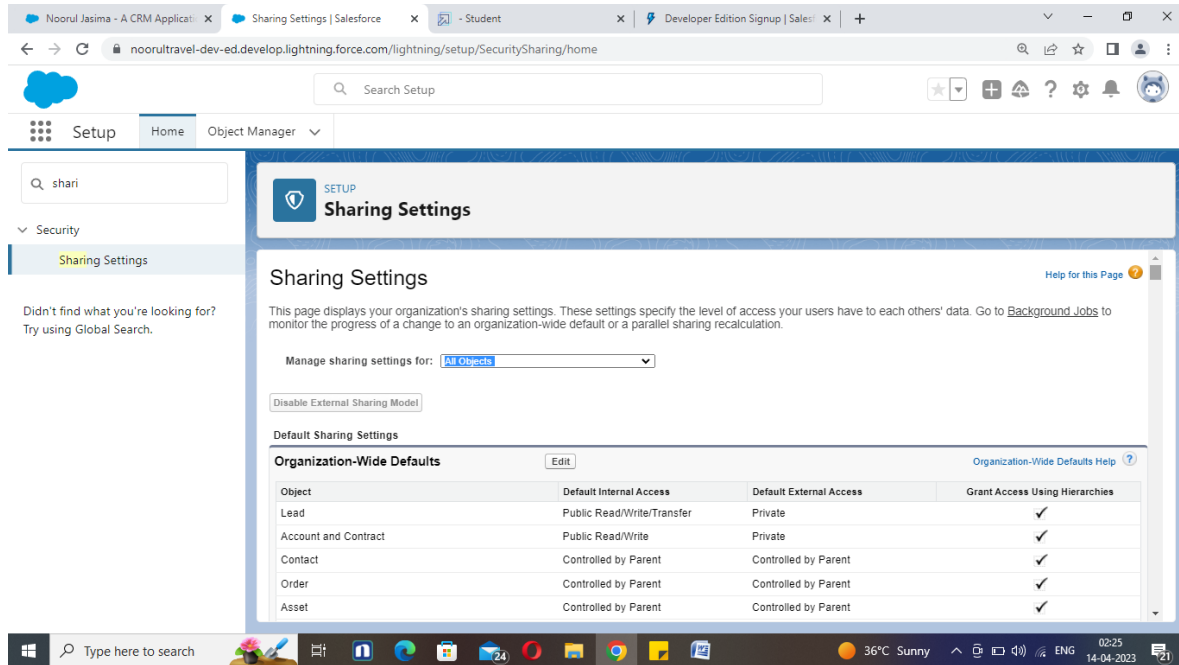 Noorul Jasima - A CRM Applicati
Sharing Settings | Salesforce
- Student
Developer Edition Signup | Sales
noorultravel-dev-ed.develop.lightning.force.com/lightning/setup/SecuritySharing/home
Search Setup
Setup
Home
Object Manager
shari
Security
Sharing Settings
Didn't find what you're looking for?
Try using Global Search.
SETUP
Sharing Settings
Sharing Settings
Help for this Page
This page displays your organization's sharing settings. These settings specify the level of access your users have to each others' data. Go to Background Jobs to
monitor the progress of a change to an organization-wide default or a parallel sharing recalculation.
Manage sharing settings for: All Objects
Disable External Sharing Model
Default Sharing Settings
Organization-Wide Defaults Edit Organization-Wide Defaults Help ?
Object Default Internal Access Default External Access Grant Access Using Hierarchies
Lead Public Read/Write/Transfer Private ✓
Account and Contract Public Read/Write Private ✓
Contact Controlled by Parent Controlled by Parent ✓
Order Controlled by Parent Controlled by Parent ✓
Asset Controlled by Parent Controlled by Parent ✓
Type here to search
24
36°C Sunny
ENG
02:25
14-04-2023
21